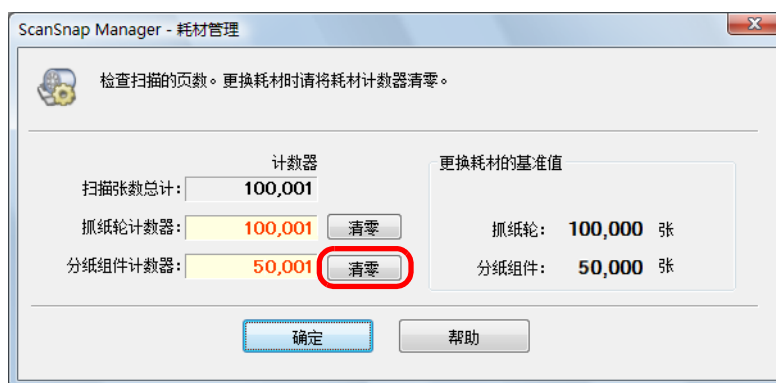 ScanSnap Manager - 耗材管理
检查扫描的页数。更换耗材时请将耗材计数器清零。
计数器
更换耗材的基准值
扫描张数总计: 100,001
抓纸轮计数器: 100,001 清零
抓纸轮: 100,000 张
分纸组件计数器: 50,001 清零
分纸组件: 50,000 张
确定 帮助